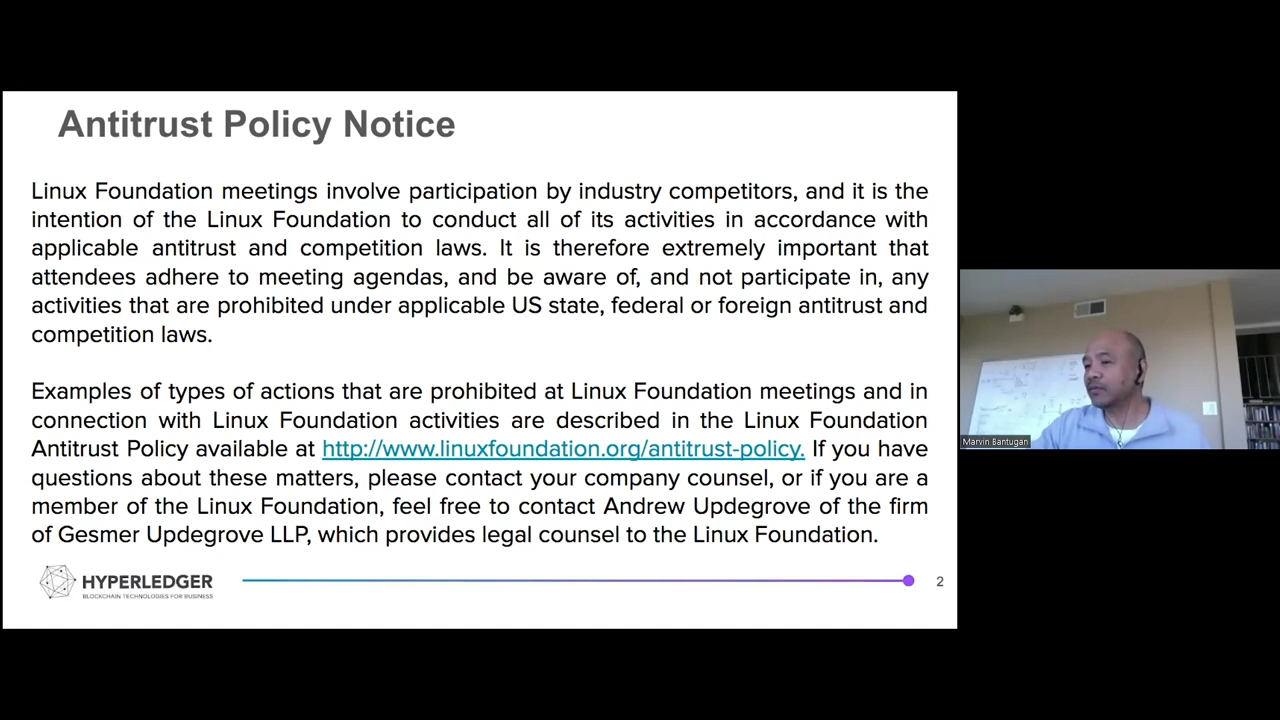 Antitrust Policy Notice
Linux Foundation meetings involve participation by industry competitors, and it is the
intention of the Linux Foundation to conduct all of its activities in accordance with
applicable antitrust and competition laws. It is therefore extremely important that
attendees adhere to meeting agendas, and be aware of, and not participate in, any
activities that are prohibited under applicable US state, federal or foreign antitrust and
competition laws.
Examples of types of actions that are prohibited at Linux Foundation meetings and in
connection with Linux Foundation activities are described in the Linux Foundation
Antitrust Policy available at http://www.linuxfoundation.org/antitrust-policy. If you have
questions about these matters, please contact your company counsel, or if you are a
member of the Linux Foundation, feel free to contact Andrew Updegrove of the firm
of Gesmer Updegrove LLP, which provides legal counsel to the Linux Foundation.
HYPERLEDGER
BLOCKCHAIN TECHNOLOGIES FOR BUSINESS
2
Marvin Bantugan